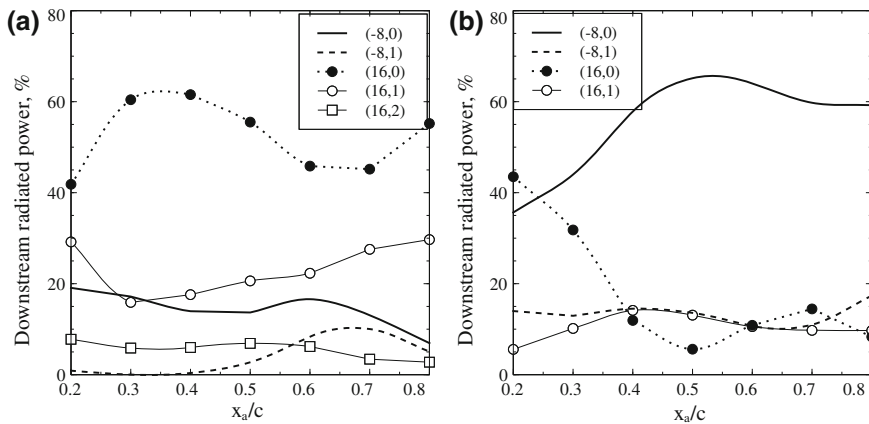 (a)
80
60
40
20
0
Downstream radiated power, %
(-8,0)
(-8,1)
(16,0)
(16,1)
(16,2)
0.2 0.3 0.4 0.5 0.6 0.7 0.8
x_a/c
(b)
80
60
40
20
0
Downstream radiated power, %
(-8,0)
(-8,1)
(16,0)
(16,1)
0.2 0.3 0.4 0.5 0.6 0.7 0.8
x_a/c